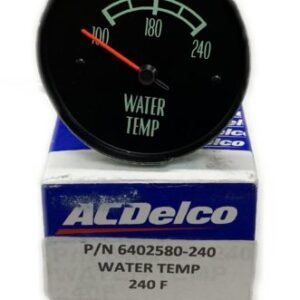 100 180 240
WATER
TEMP
ACDelco
P/N 6402580-240
WATER TEMP
240 F